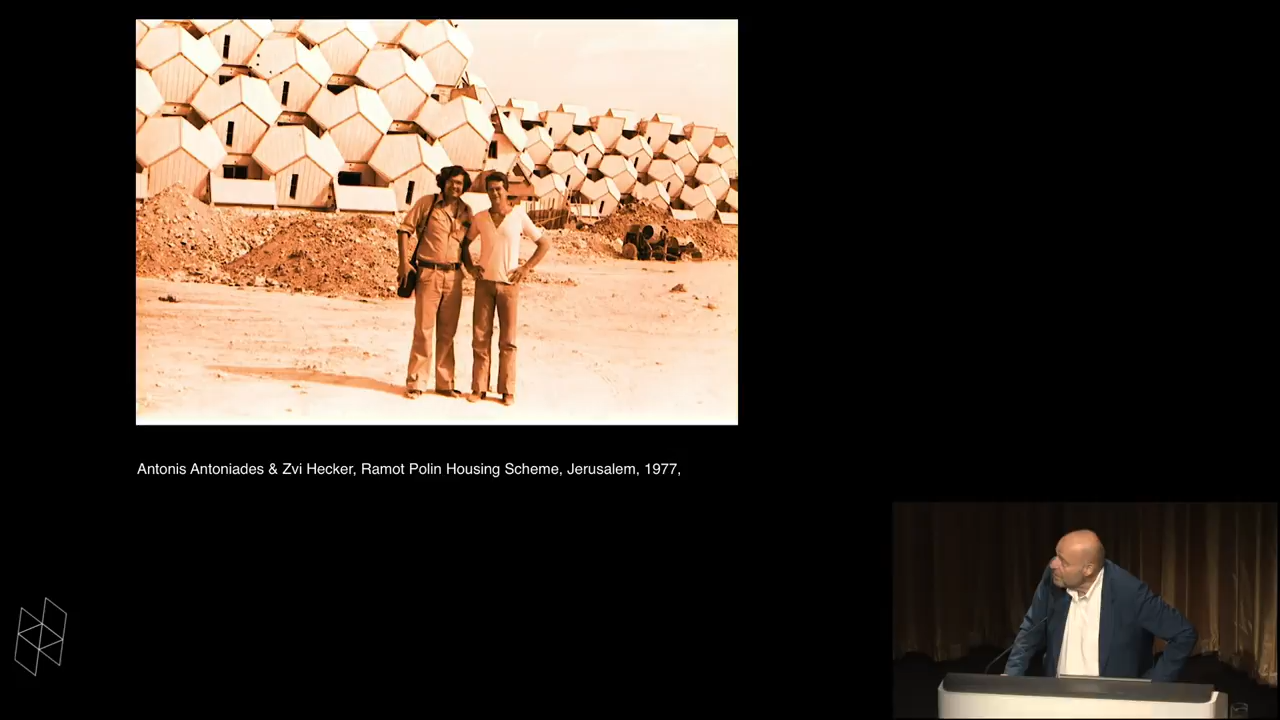 Antonis Antoniades & Zvi Hecker, Ramot Polin Housing Scheme, Jerusalem, 1977,